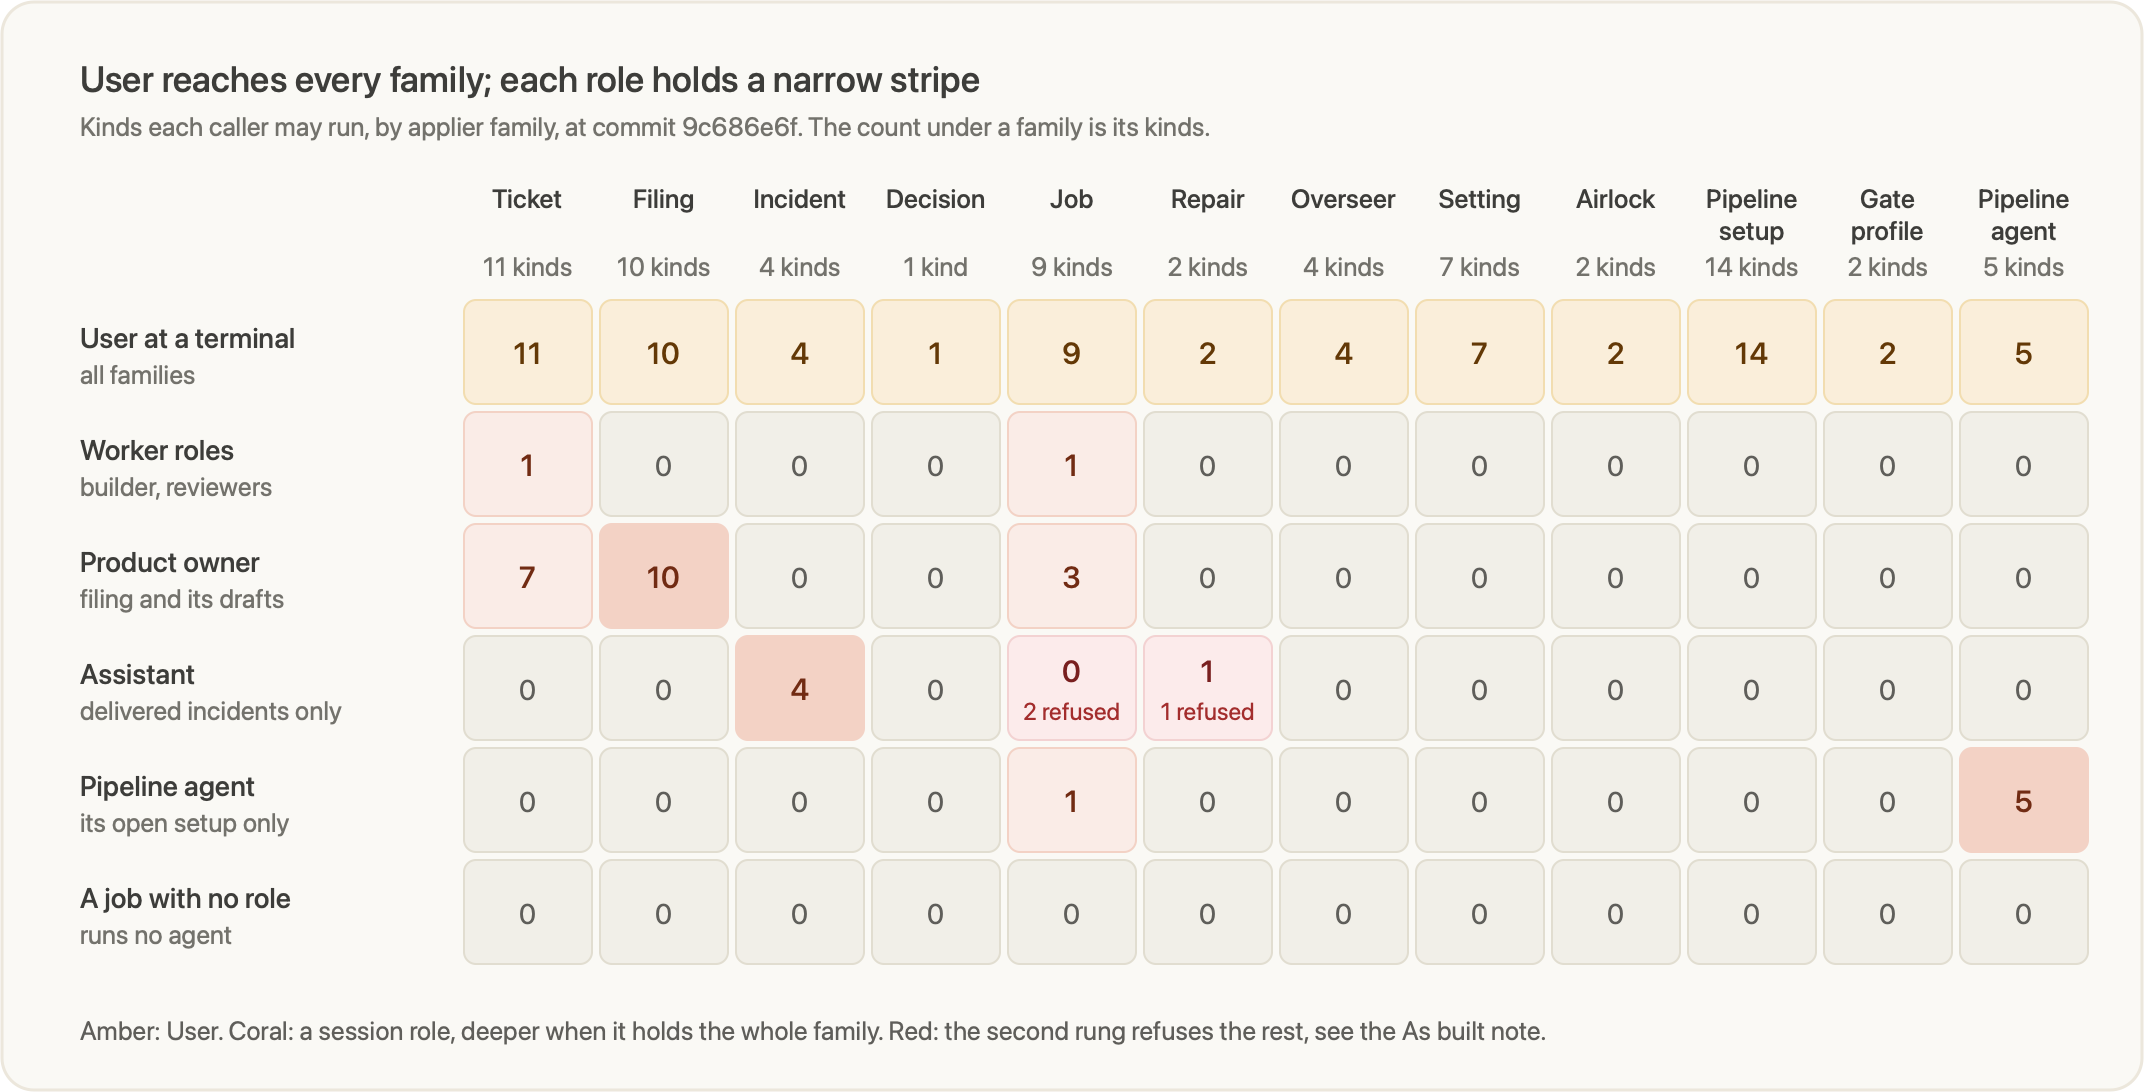 User reaches every family; each role holds a narrow stripe
Kinds each caller may run, by applier family, at commit 9c686e6f. The count under a family is its kinds.
Ticket Filing Incident Decision Job Repair Overseer Setting Airlock Pipeline setup Gate profile Pipeline agent
11 kinds 10 kinds 4 kinds 1 kind 9 kinds 2 kinds 4 kinds 7 kinds 2 kinds 14 kinds 2 kinds 5 kinds
User at a terminal
all families
11 10 4 1 9 2 4 7 2 14 2 5
Worker roles
builder, reviewers
1 0 0 0 1 0 0 0 0 0 0 0
Product owner
filing and its drafts
7 10 0 0 3 0 0 0 0 0 0 0
Assistant
delivered incidents only
0 0 4 0 0 1 0 0 0 0 0 0
2 refused 1 refused
Pipeline agent
its open setup only
0 0 0 0 1 0 0 0 0 0 0 5
A job with no role
runs no agent
0 0 0 0 0 0 0 0 0 0 0 0
Amber: User. Coral: a session role, deeper when it holds the whole family. Red: the second rung refuses the rest, see the As built note.